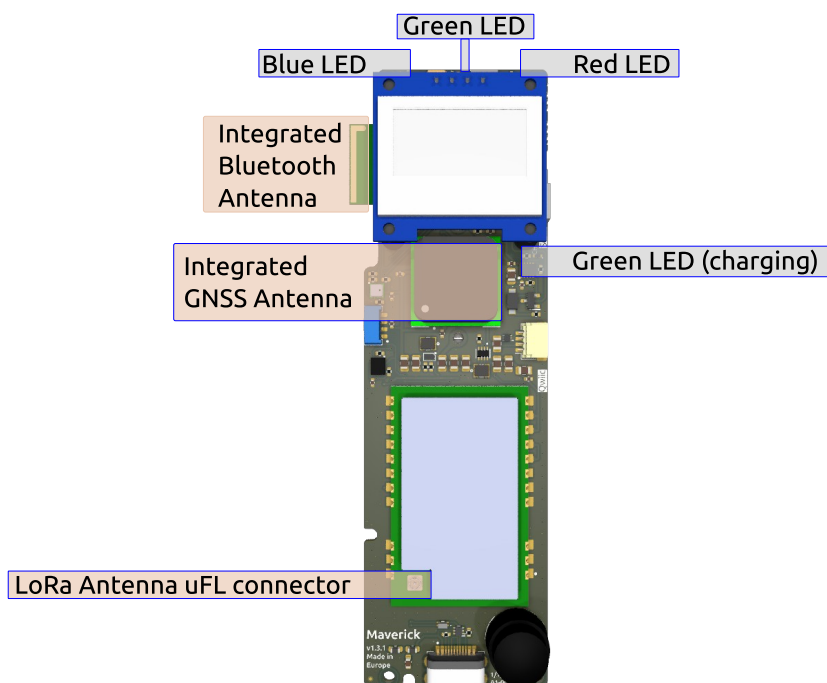 Green LED
Blue LED
Red LED
Integrated
Bluetooth
Antenna
Integrated
GNSS Antenna
Green LED (charging)
Qwiic
LoRa Antenna uFL connector
Maverick
v1.3.1
Made in
Europe